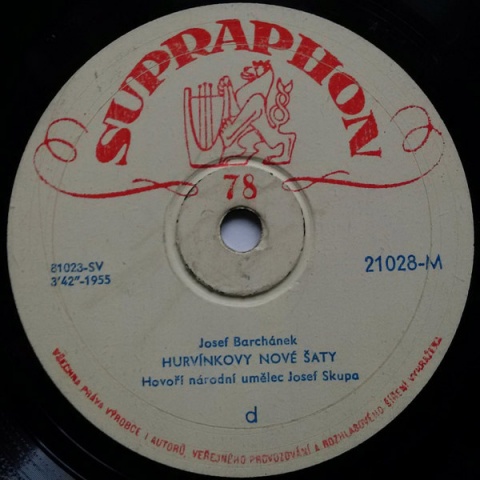 SUPRAPHON
78
81023-SV
3'42"-1955
21028-M
Josef Barchánek
HURVÍNKOVY NOVÉ ŠATY
Hovoří národní umělec Josef Skupa
d
VŠECHNA PRÁVA VÝROBCE I AUTORŮ, VEŘEJNÉHO PROVOZOVÁNÍ A ROZHLASOVÉHO ŠÍŘENÍ VYHRAŽENA